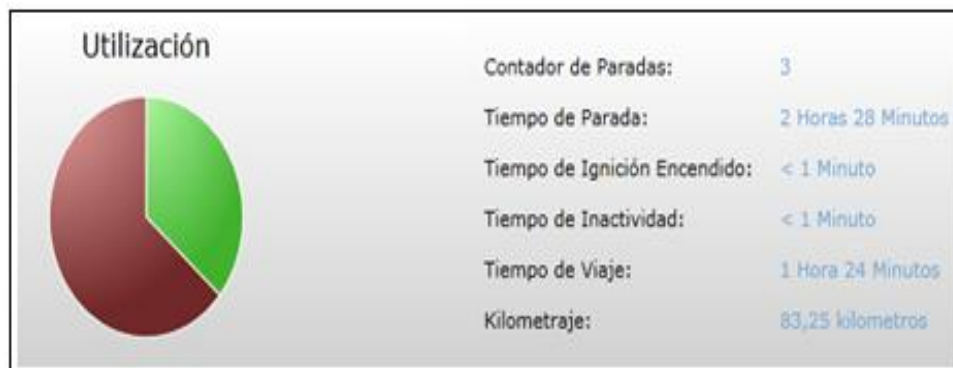 Utilización
Contador de Paradas: 3
Tiempo de Parada: 2 Horas 28 Minutos
Tiempo de Ignición Encendido: < 1 Minuto
Tiempo de Inactividad: < 1 Minuto
Tiempo de Viaje: 1 Hora 24 Minutos
Kilometraje: 83,25 kilometros